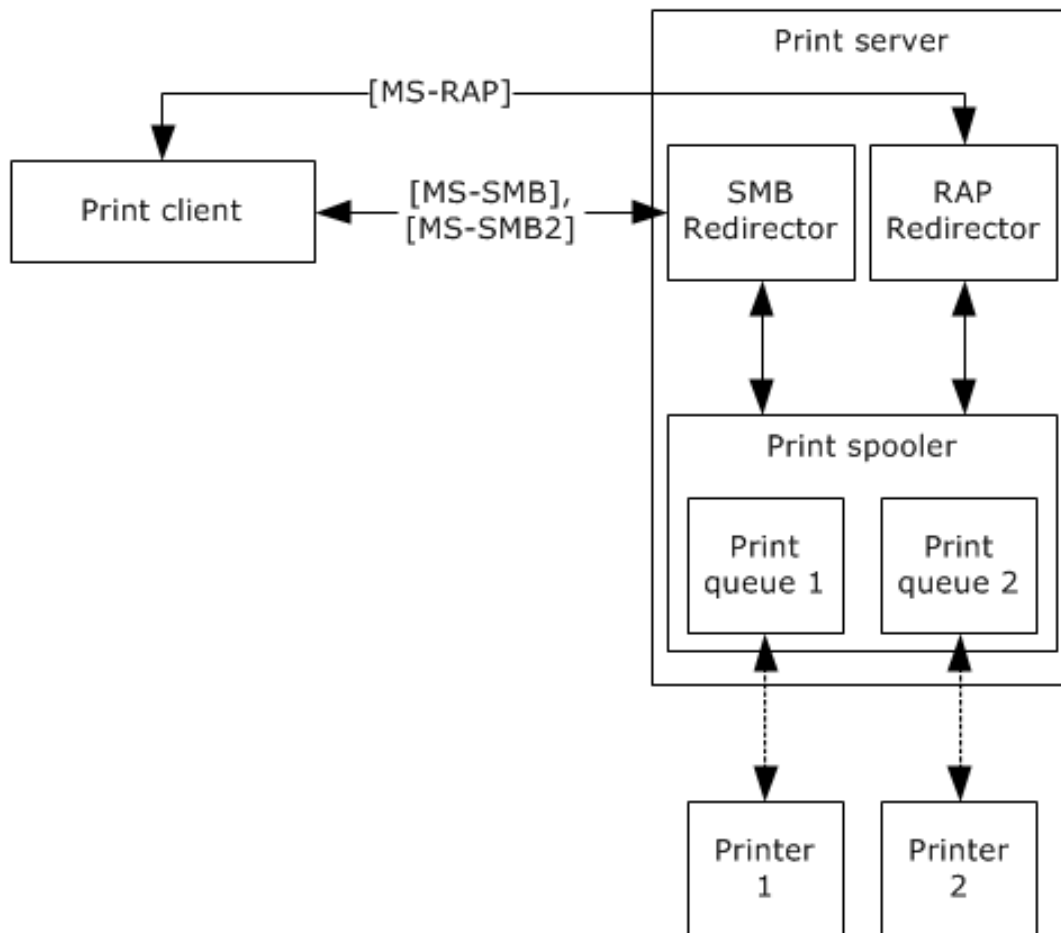 Print server
[MS-RAP]
Print client
[MS-SMB],
[MS-SMB2]
SMB
Redirector
RAP
Redirector
Print spooler
Print
queue 1
Print
queue 2
Printer
1
Printer
2